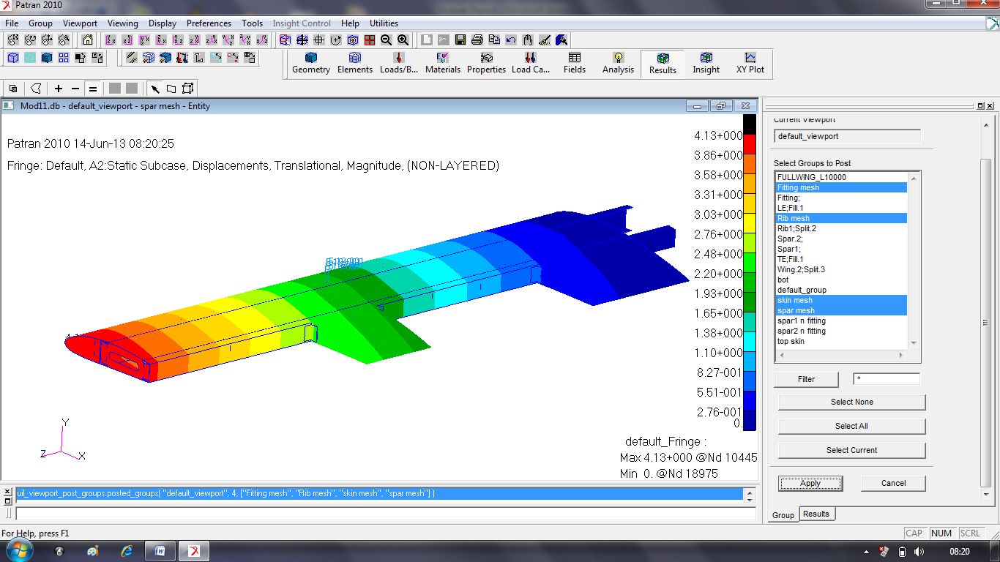 Patran 2010
File Group Viewport Viewing Display Preferences Tools Insight Control Help Utilities
Geometry Elements Loads/B... Materials Properties Load Ca... Fields Analysis Results Insight XY Plot
Mod11.db - default_viewport - spar mesh - Entity
Patran 2010 14-Jun-13 08:20:25
Fringe: Default, A2:Static Subcase, Displacements, Translational, Magnitude, (NON-LAYERED)
4.13+000
3.86+000
3.58+000
3.31+000
3.03+000
2.76+000
2.48+000
2.20+000
1.93+000
1.65+000
1.38+000
1.10+000
8.27-001
5.51-001
2.76-001
0.
default_Fringe :
Max 4.13+000 @Nd 10445
Min 0. @Nd 18975
Y
Z
X
Current Viewport
default_viewport
Select Groups to Post
FULLWING_L10000
Fitting mesh
Fitting;
LE;Fill.1
Rib mesh
Rib1;Split.2
Spar.2;
Spar1;
TE;Fill.1
Wing.2;Split.3
bot
default_group
skin mesh
spar mesh
spar1 n fitting
spar2 n fitting
top skin
Filter *
Select None
Select All
Select Current
Apply Cancel
Group Results
uil_viewport_post_groups.posted_groups( "default_viewport", 4, ["Fitting mesh", "Rib mesh", "skin mesh", "spar mesh"] )
For Help, press F1
CAP NUM SCRL
08:20